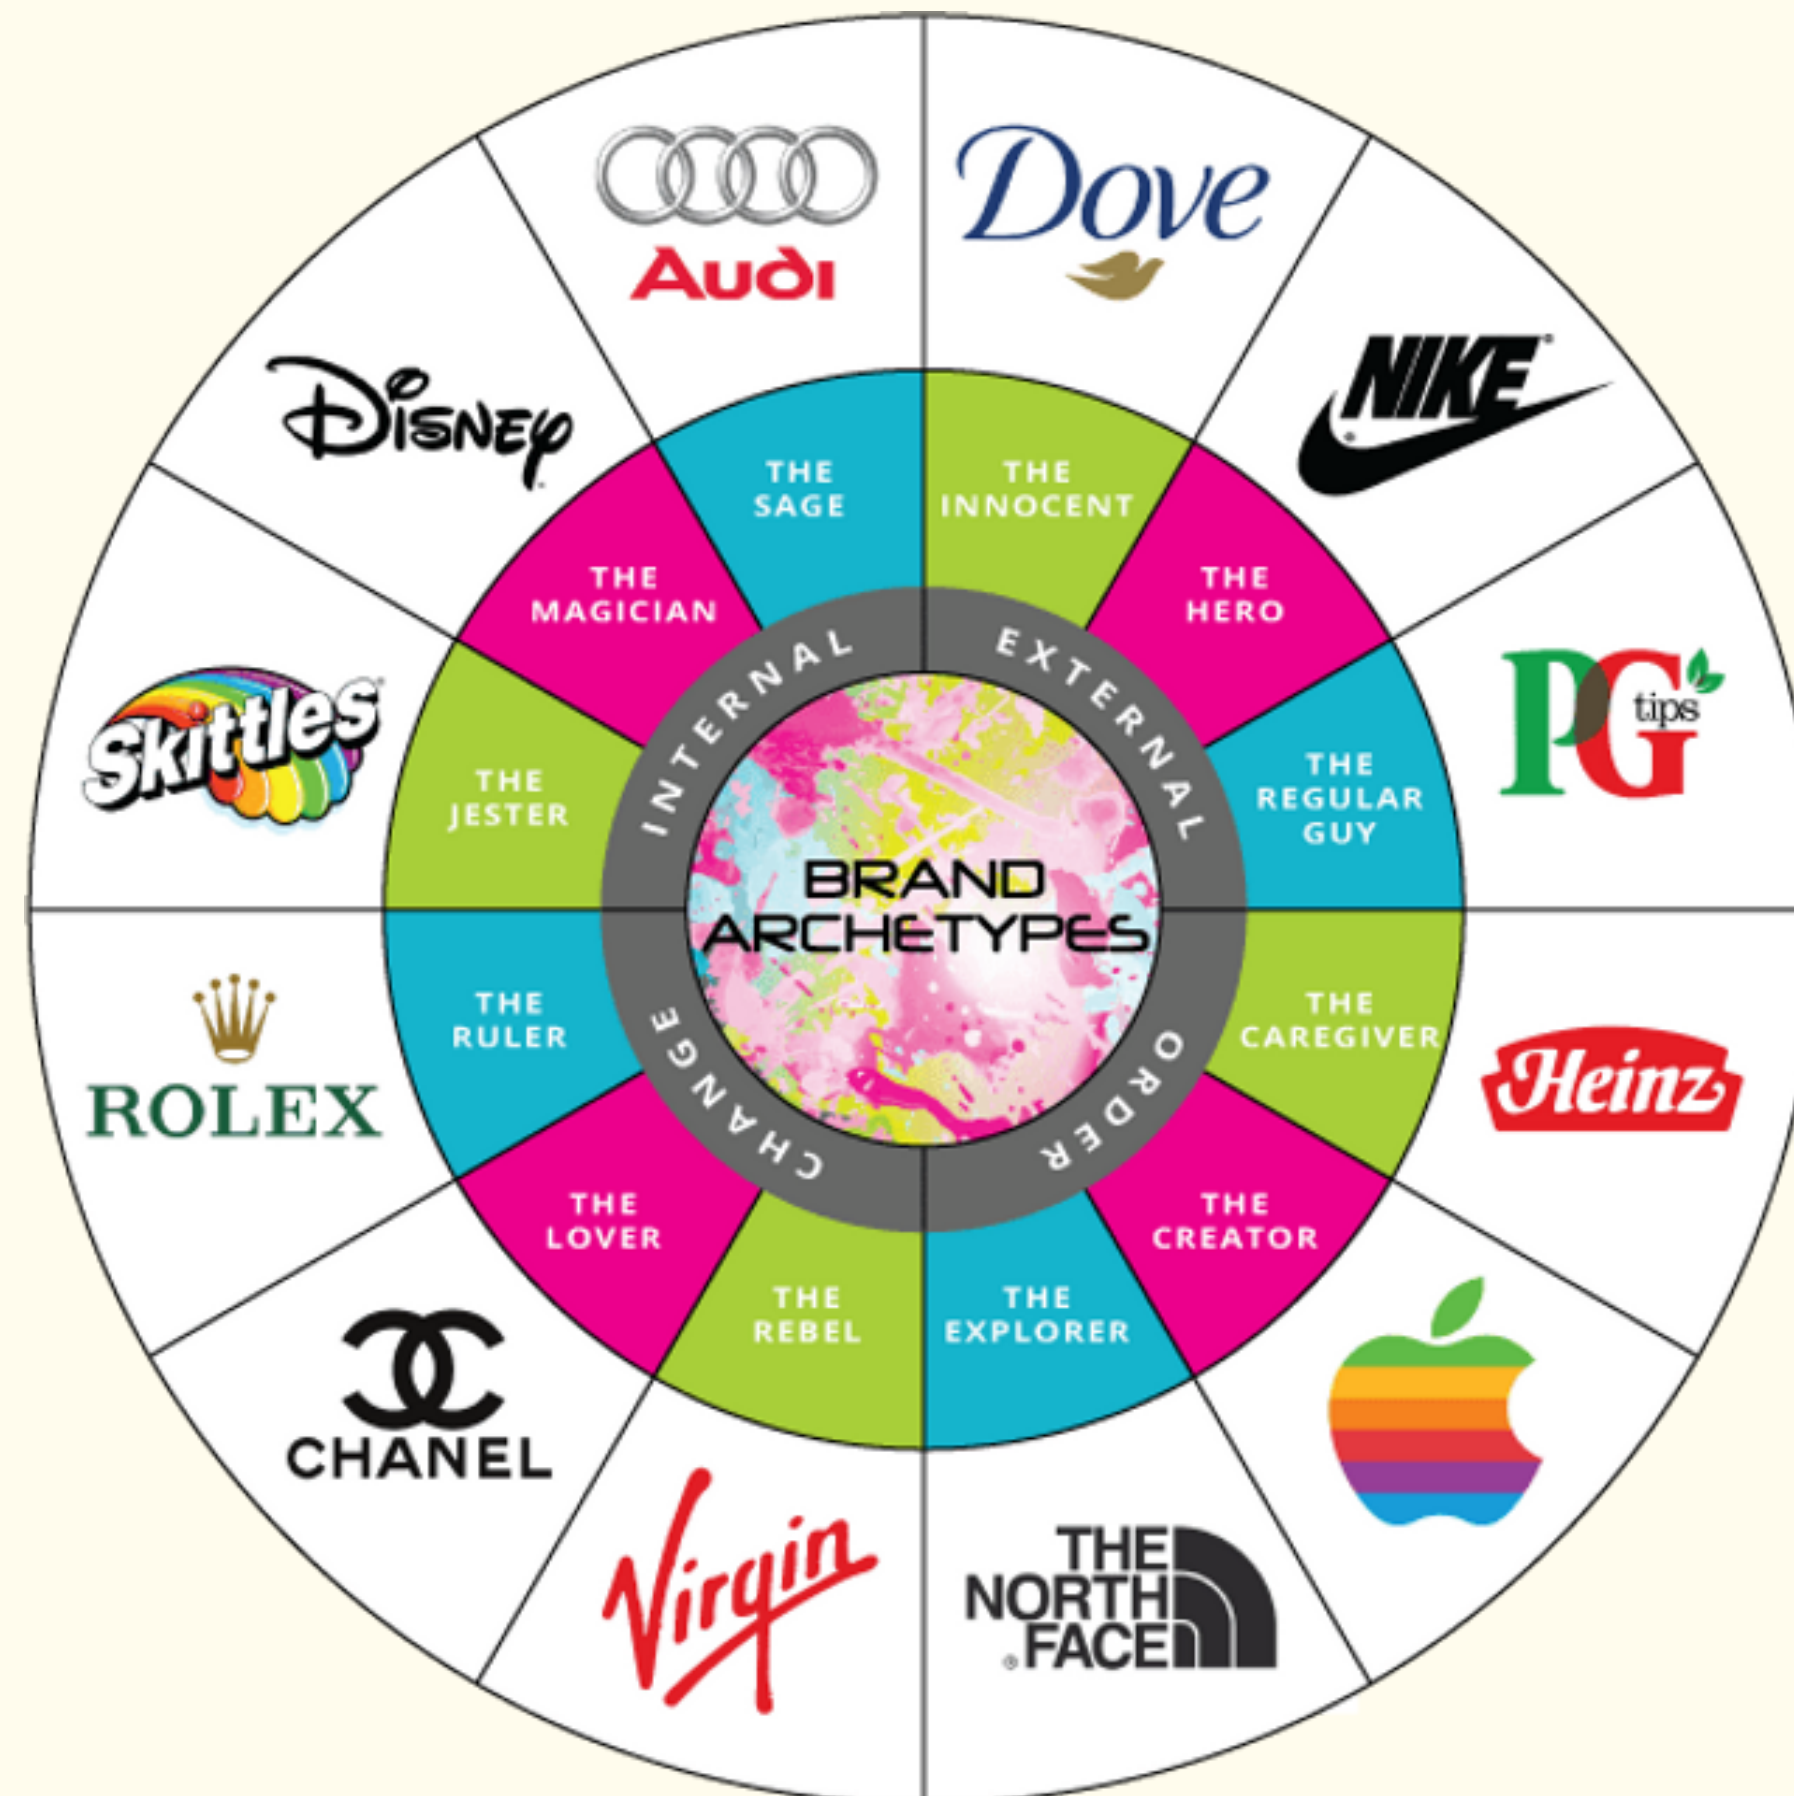 BRAND
ARCHETYPES
INTERNAL
EXTERNAL
ORDER
CHANGE
THE
INNOCENT
Dove
THE
HERO
NIKE
THE
REGULAR
GUY
PG
tips
THE
CAREGIVER
Heinz
THE
CREATOR
THE
EXPLORER
THE
NORTH
FACE
®
THE
REBEL
Virgin
THE
LOVER
CHANEL
THE
RULER
ROLEX
THE
JESTER
Skittles
THE
MAGICIAN
DISNEY
THE
SAGE
Audi